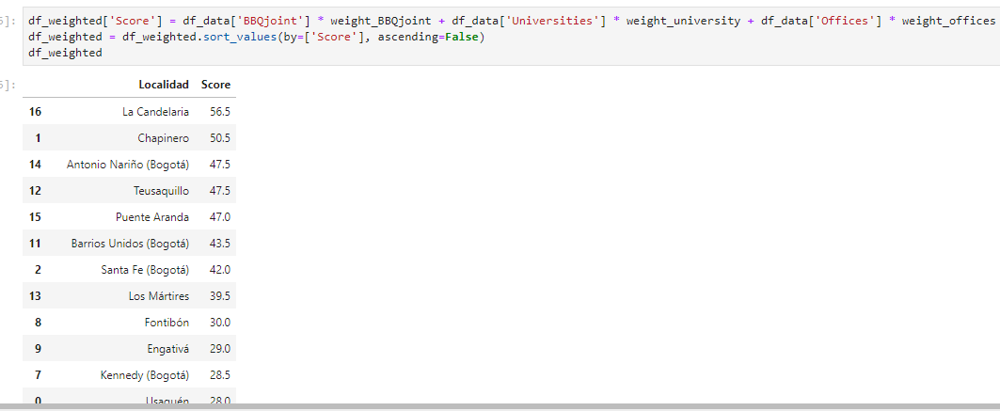 5]: df_weighted['Score'] = df_data['BBQjoint'] * weight_BBQjoint + df_data['Universities'] * weight_university + df_data['Offices'] * weight_offices
df_weighted = df_weighted.sort_values(by=['Score'], ascending=False)
df_weighted
5]: Localidad Score
16 La Candelaria 56.5
1 Chapinero 50.5
14 Antonio Nariño (Bogotá) 47.5
12 Teusaquillo 47.5
15 Puente Aranda 47.0
11 Barrios Unidos (Bogotá) 43.5
2 Santa Fe (Bogotá) 42.0
13 Los Mártires 39.5
8 Fontibón 30.0
9 Engativá 29.0
7 Kennedy (Bogotá) 28.5
0 Usaquén 28.0